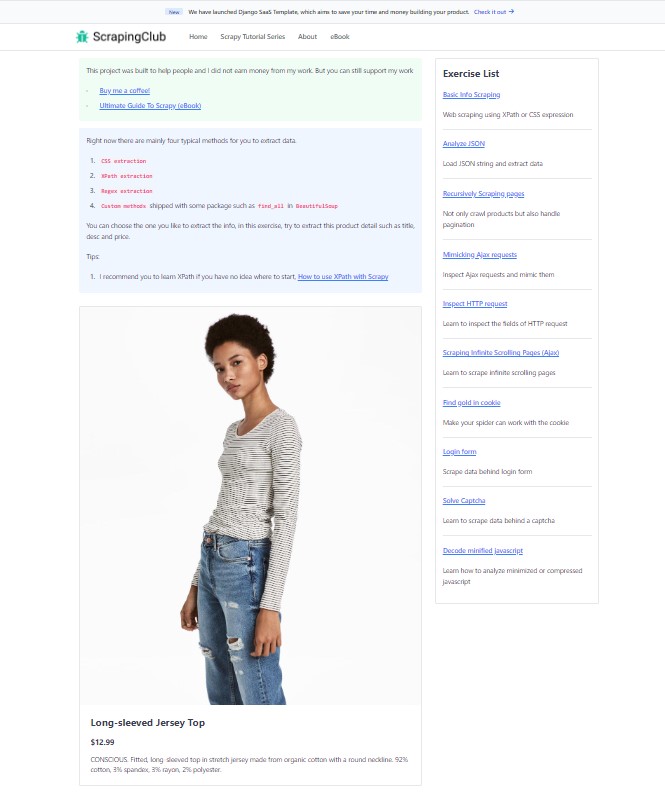 New We have launched Django SaaS Template, which aims to save your time and money building your product. Check it out →
ScrapingClub Home Scrapy Tutorial Series About eBook
This project was built to help people and I did not earn money from my work. But you can still support my work
- Buy me a coffee!
- Ultimate Guide To Scrapy (eBook)
Right now there are mainly four typical methods for you to extract data.
1. CSS extraction
2. XPath extraction
3. Regex extraction
4. Custom methods shipped with some package such as find_all in BeautifulSoup
You can choose the one you like to extract the info, in this exercise, try to extract this product detail such as title,
desc and price.
Tips:
1. I recommend you to learn XPath if you have no idea where to start, How to use XPath with Scrapy
Long-sleeved Jersey Top
$12.99
CONSCIOUS. Fitted, long-sleeved top in stretch jersey made from organic cotton with a round neckline. 92%
cotton, 3% spandex, 3% rayon, 2% polyester.
Exercise List
Basic Info Scraping
Web scraping using XPath or CSS expression
Analyze JSON
Load JSON string and extract data
Recursively Scraping pages
Not only crawl products but also handle
pagination
Mimicking Ajax requests
Inspect Ajax requests and mimic them
Inspect HTTP request
Learn to inspect the fields of HTTP request
Scraping Infinite Scrolling Pages (Ajax)
Learn to scrape infinite scrolling pages
Find gold in cookie
Make your spider can work with the cookie
Login form
Scrape data behind login form
Solve Captcha
Learn to scrape data behind a captcha
Decode minified javascript
Learn how to analyze minimized or compressed
javascript